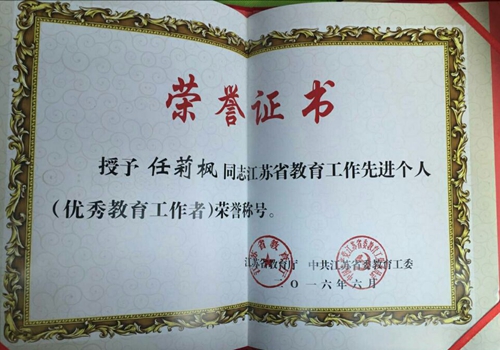 荣誉证书
授予 任莉枫 同志江苏省教育工作先进个人
(优秀教育工作者)荣誉称号。
江苏省教育厅 中共江苏省委教育工委
二〇一六年六月